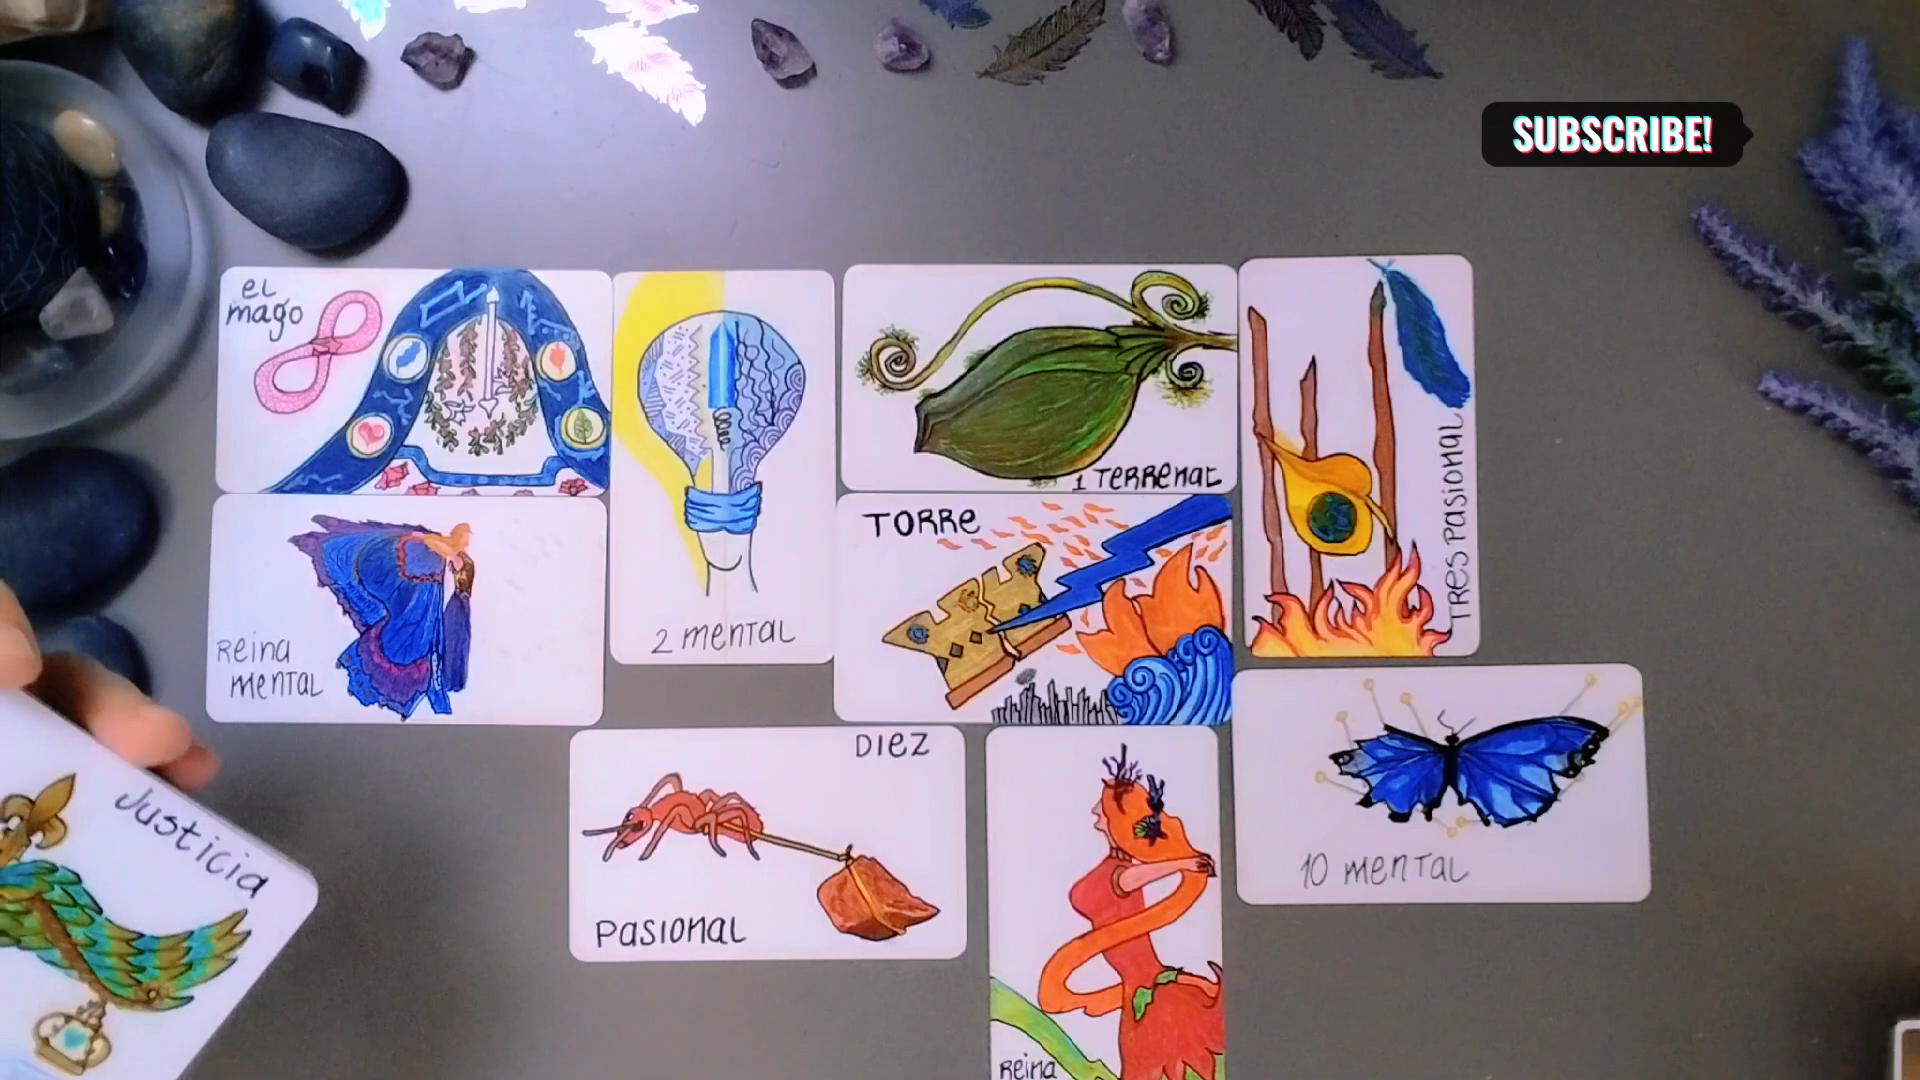 SUBSCRIBE!
el
mago
1 Terrenal
TRES PASIONAL
TORRE
Reina
mental
2 mental
DIEZ
PASIONAL
10 mental
Justicia
Reina